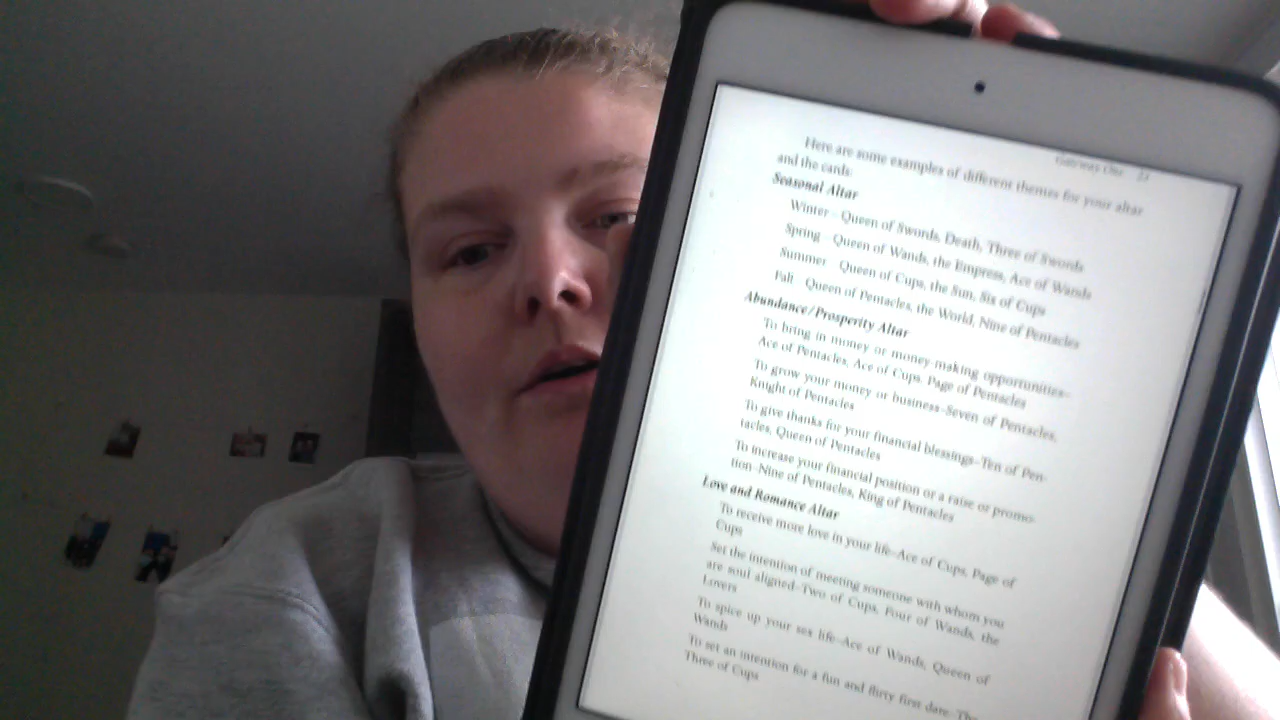 Gateway One 23
Here are some examples of different themes for your altar
and the cards:
Seasonal Altar
Winter–Queen of Swords, Death, Three of Swords
Spring–Queen of Wands, the Empress, Ace of Wands
Summer–Queen of Cups, the Sun, Six of Cups
Fall–Queen of Pentacles, the World, Nine of Pentacles
Abundance/Prosperity Altar
To bring in money or money-making opportunities–
Ace of Pentacles, Ace of Cups, Page of Pentacles
To grow your money or business–Seven of Pentacles,
Knight of Pentacles
To give thanks for your financial blessings–Ten of Pen-
tacles, Queen of Pentacles
To increase your financial position or a raise or promo-
tion–Nine of Pentacles, King of Pentacles
Love and Romance Altar
To receive more love in your life–Ace of Cups, Page of
Cups
Set the intention of meeting someone with whom you
are soul aligned–Two of Cups, Four of Wands, the
Lovers
To spice up your sex life–Ace of Wands, Queen of
Wands
To set an intention for a fun and flirty first date–The
Three of Cups